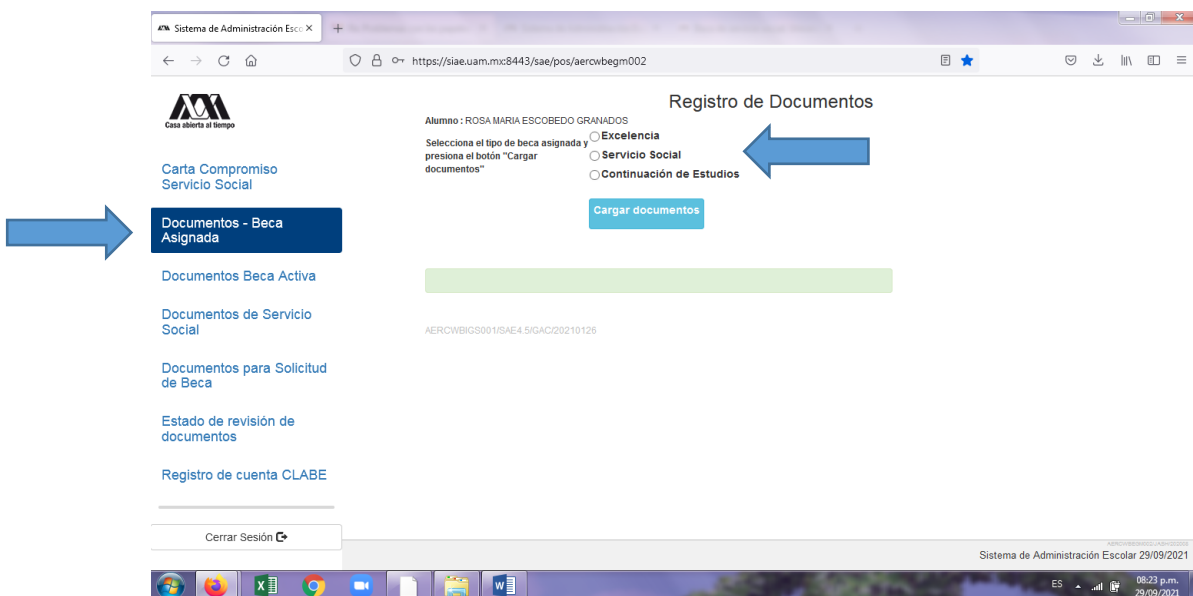 Sistema de Administración Esco
https://siae.uam.mx:8443/sae/pos/aercwbegm002
Casa abierta al tiempo
Registro de Documentos
Alumno : ROSA MARIA ESCOBEDO GRANADOS
Selecciona el tipo de beca asignada y
presiona el botón "Cargar
documentos"
Excelencia
Servicio Social
Continuación de Estudios
Cargar documentos
Carta Compromiso
Servicio Social
Documentos - Beca
Asignada
Documentos Beca Activa
Documentos de Servicio
Social
Documentos para Solicitud
de Beca
Estado de revisión de
documentos
Registro de cuenta CLABE
AERCWBIGS001/SAE4.5/GAC/20210126
Cerrar Sesión
Sistema de Administración Escolar 29/09/2021
ES
08:23 p.m.
29/09/2021